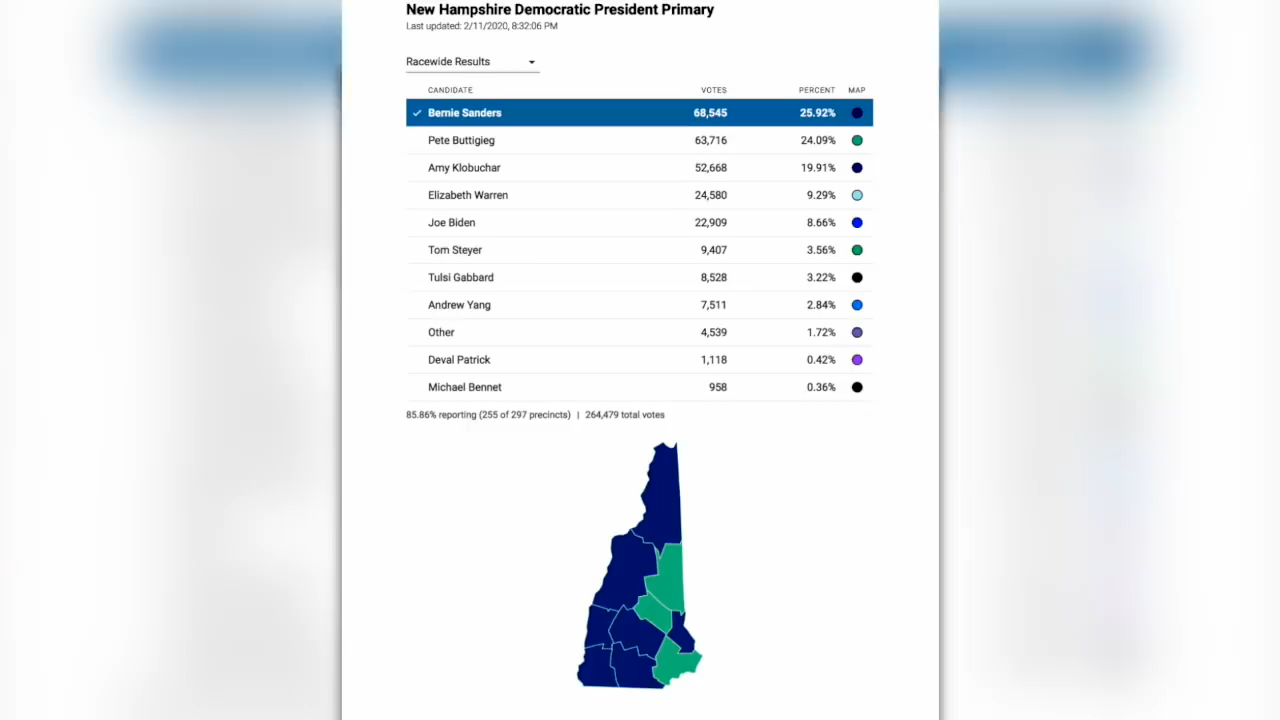 New Hampshire Democratic President Primary
Last updated: 2/11/2020, 8:32:06 PM
Racewide Results
CANDIDATE VOTES PERCENT MAP
Bernie Sanders 68,545 25.92%
Pete Buttigieg 63,716 24.09%
Amy Klobuchar 52,668 19.91%
Elizabeth Warren 24,580 9.29%
Joe Biden 22,909 8.66%
Tom Steyer 9,407 3.56%
Tulsi Gabbard 8,528 3.22%
Andrew Yang 7,511 2.84%
Other 4,539 1.72%
Deval Patrick 1,118 0.42%
Michael Bennet 958 0.36%
85.86% reporting (255 of 297 precincts) | 264,479 total votes